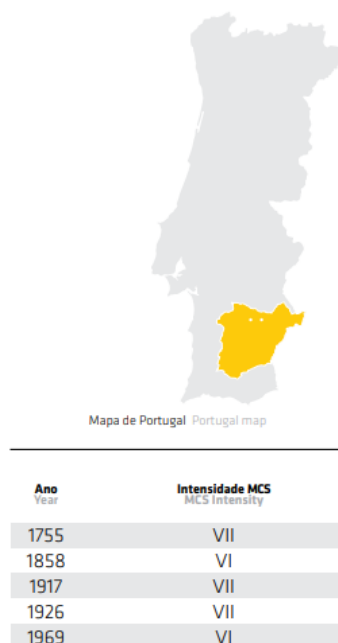 Mapa de Portugal Portugal map
Ano Intensidade MCS
Year MCS Intensity
1755 VII
1858 VI
1917 VII
1926 VII
1969 VI